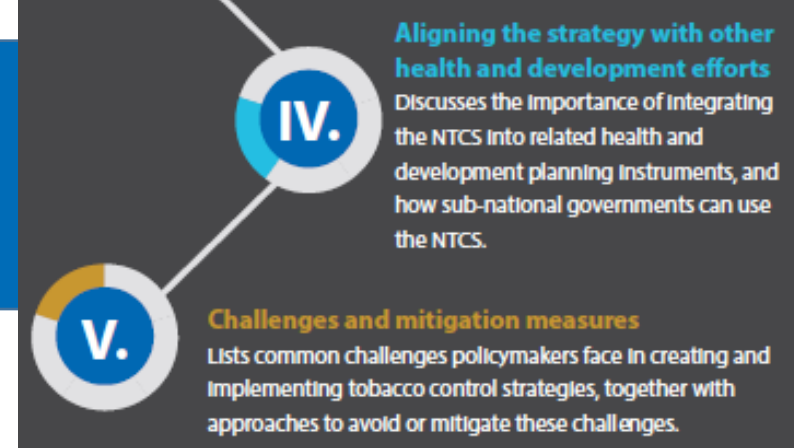 IV.
Aligning the strategy with other
health and development efforts
Discusses the importance of integrating
the NTCS into related health and
development planning instruments, and
how sub-national governments can use
the NTCS.
V.
Challenges and mitigation measures
Lists common challenges policymakers face in creating and
implementing tobacco control strategies, together with
approaches to avoid or mitigate these challenges.